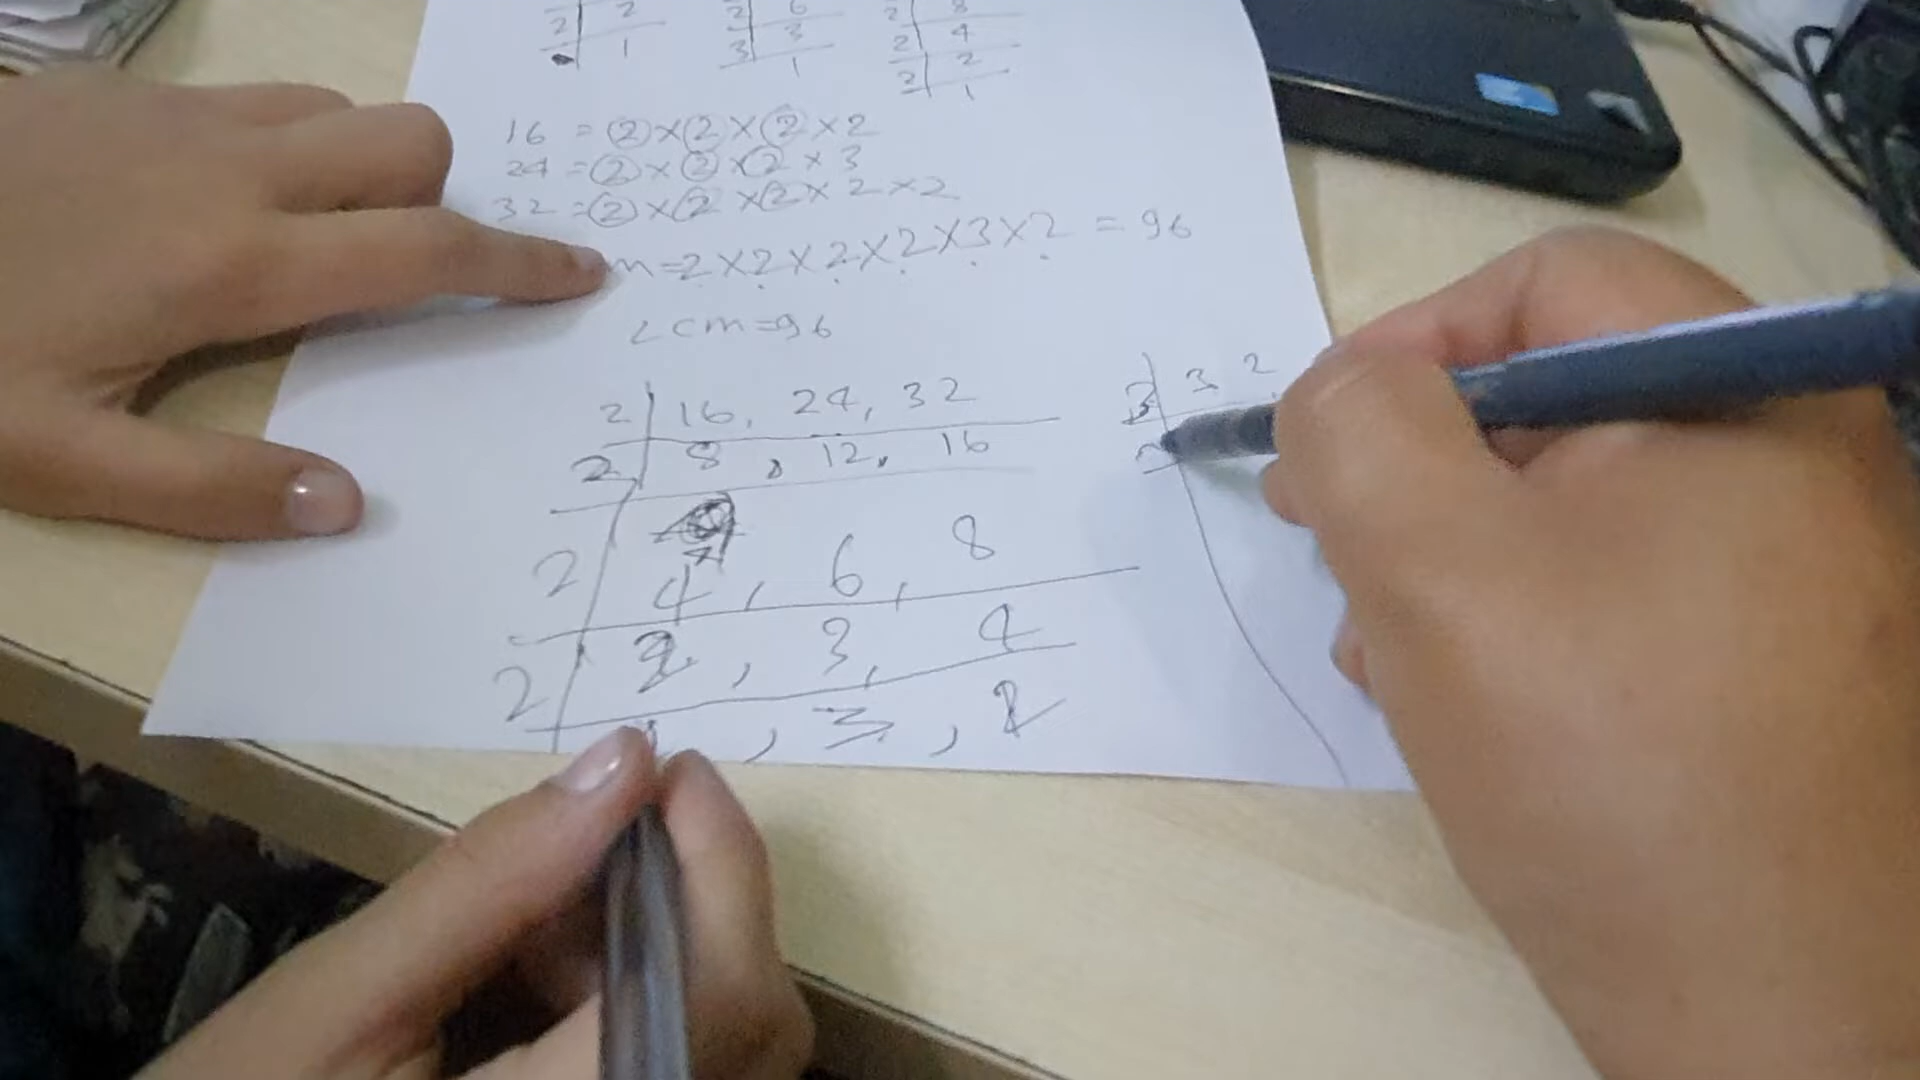 2 | 2
1
2 | 6
3 | 3
1
2 | 8
2 | 4
2 | 2
1
16 = 2 × 2 × 2 × 2
24 = 2 × 2 × 2 × 3
32 = 2 × 2 × 2 × 2 × 2
m = 2 × 2 × 2 × 2 × 3 × 2 = 96
Lcm = 96
2 | 16, 24, 32
2 | 8, 12, 16
2 | 4, 6, 8
2 | 2, 3, 4
1, 3, 2
3 2